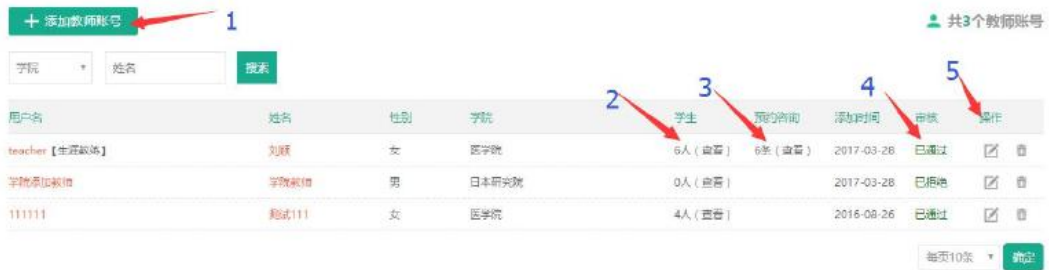 添加教师账号
1
共3个教师账号
学院 姓名 搜索
2 3 4 5
用户名 姓名 性别 学院 学生 预约咨询 添加时间 审核 操作
teacher【生涯教练】 刘颖 女 医学院 6人(查看) 6条(查看) 2017-03-28 已通过
学院添加教师 学院教师 男 日本研究院 0人(查看) 2017-03-28 已拒绝
111111 测试111 女 医学院 4人(查看) 2016-08-26 已通过
每页10条 确定